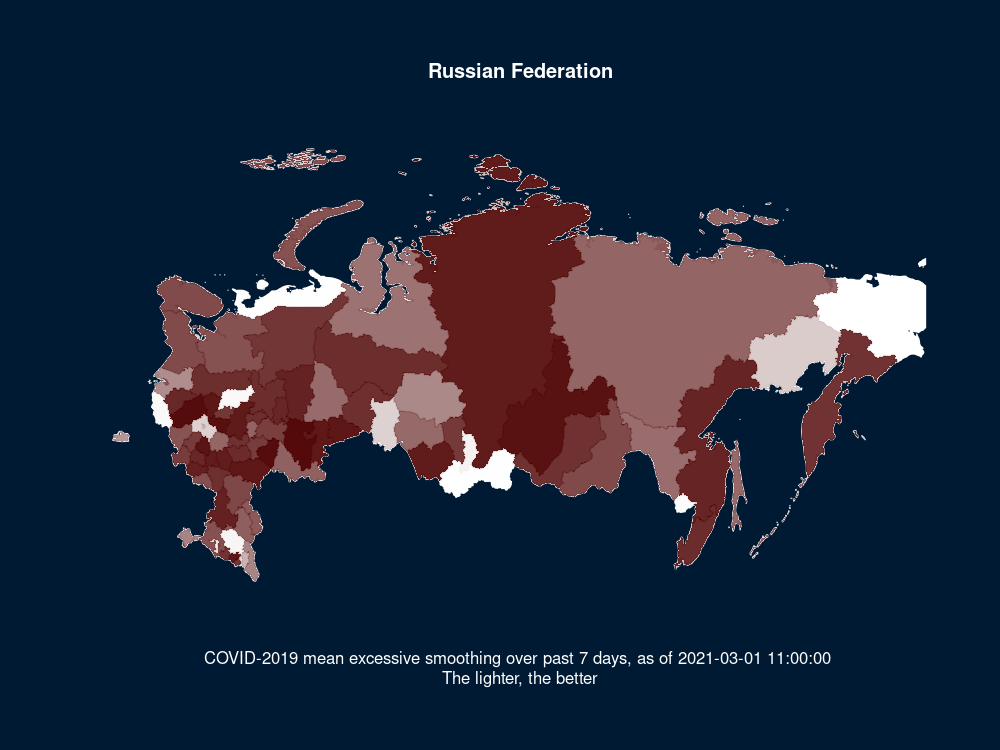 Russian Federation
COVID-2019 mean excessive smoothing over past 7 days, as of 2021-03-01 11:00:00
The lighter, the better